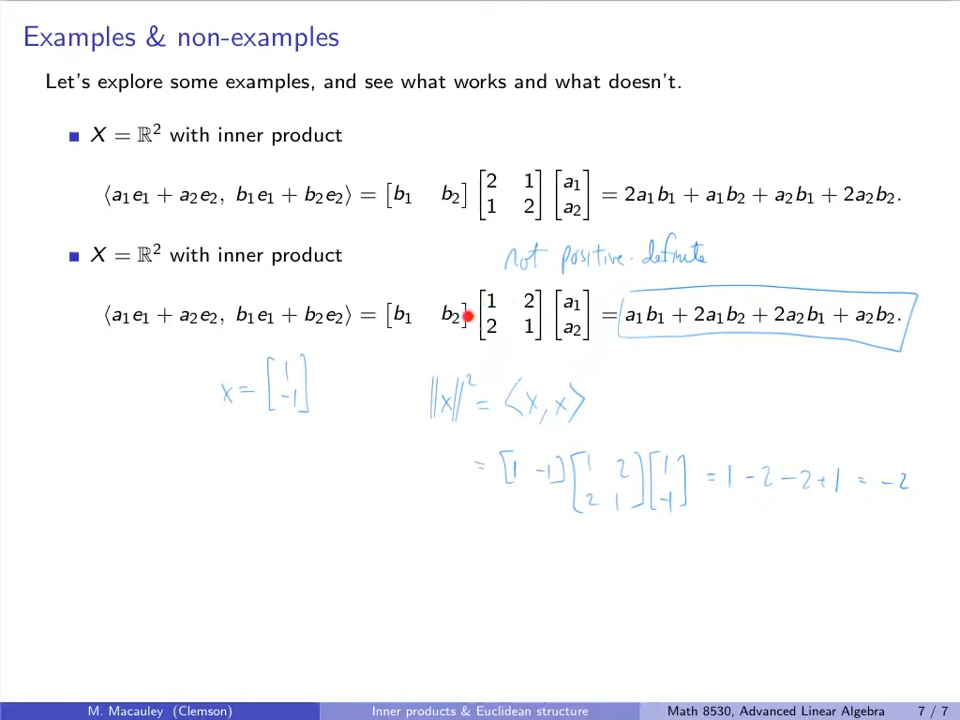 Examples & non-examples
Let's explore some examples, and see what works and what doesn't.
X = ℝ² with inner product
⟨a₁e₁ + a₂e₂, b₁e₁ + b₂e₂⟩ = [b₁ b₂] [2 1; 1 2] [a₁; a₂] = 2a₁b₁ + a₁b₂ + a₂b₁ + 2a₂b₂.
X = ℝ² with inner product
not positive-definite
⟨a₁e₁ + a₂e₂, b₁e₁ + b₂e₂⟩ = [b₁ b₂] [1 2; 2 1] [a₁; a₂] = a₁b₁ + 2a₁b₂ + 2a₂b₁ + a₂b₂.
x = [1; -1] ||x||² = ⟨x, x⟩
= [1 -1] [1 2; 2 1] [1; -1] = 1 - 2 - 2 + 1 = -2
M. Macauley (Clemson) Inner products & Euclidean structure Math 8530, Advanced Linear Algebra 7 / 7